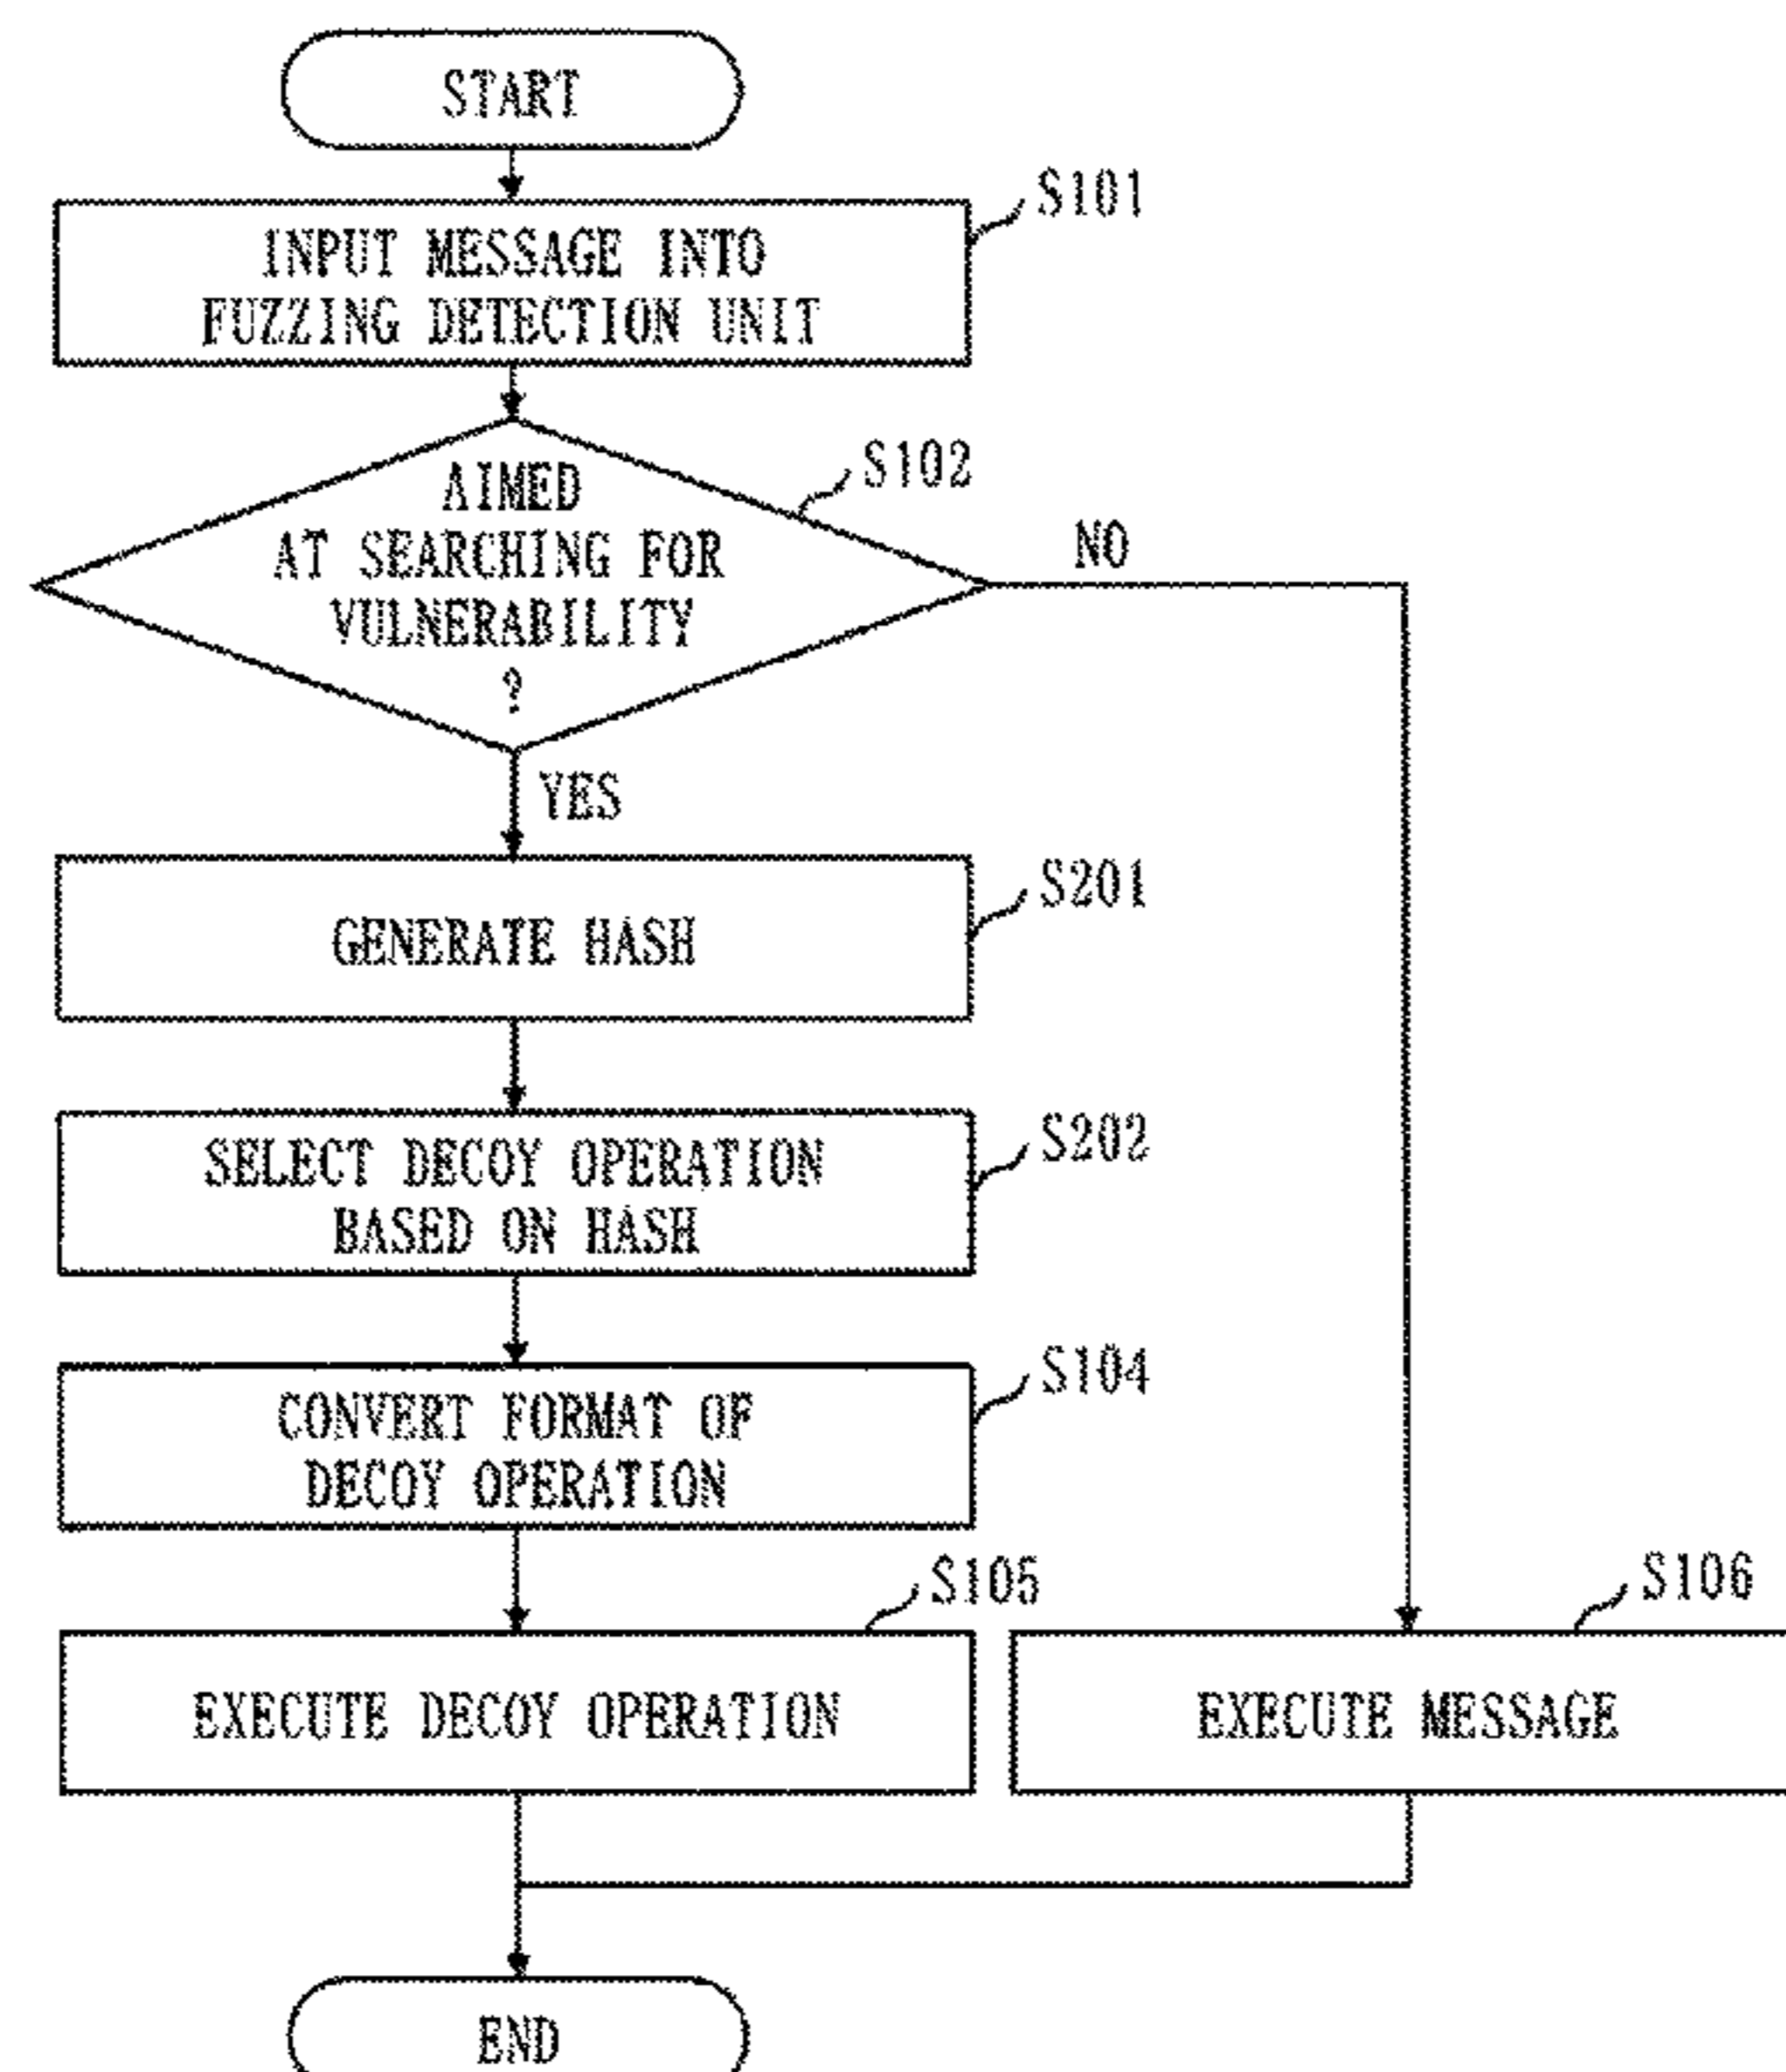 START
S101
INPUT MESSAGE INTO
FUZZING DETECTION UNIT
S102
AIMED
AT SEARCHING FOR
VULNERABILITY
?
NO
YES
S201
GENERATE HASH
S202
SELECT DECOY OPERATION
BASED ON HASH
S104
CONVERT FORMAT OF
DECOY OPERATION
S105
EXECUTE DECOY OPERATION
S106
EXECUTE MESSAGE
END